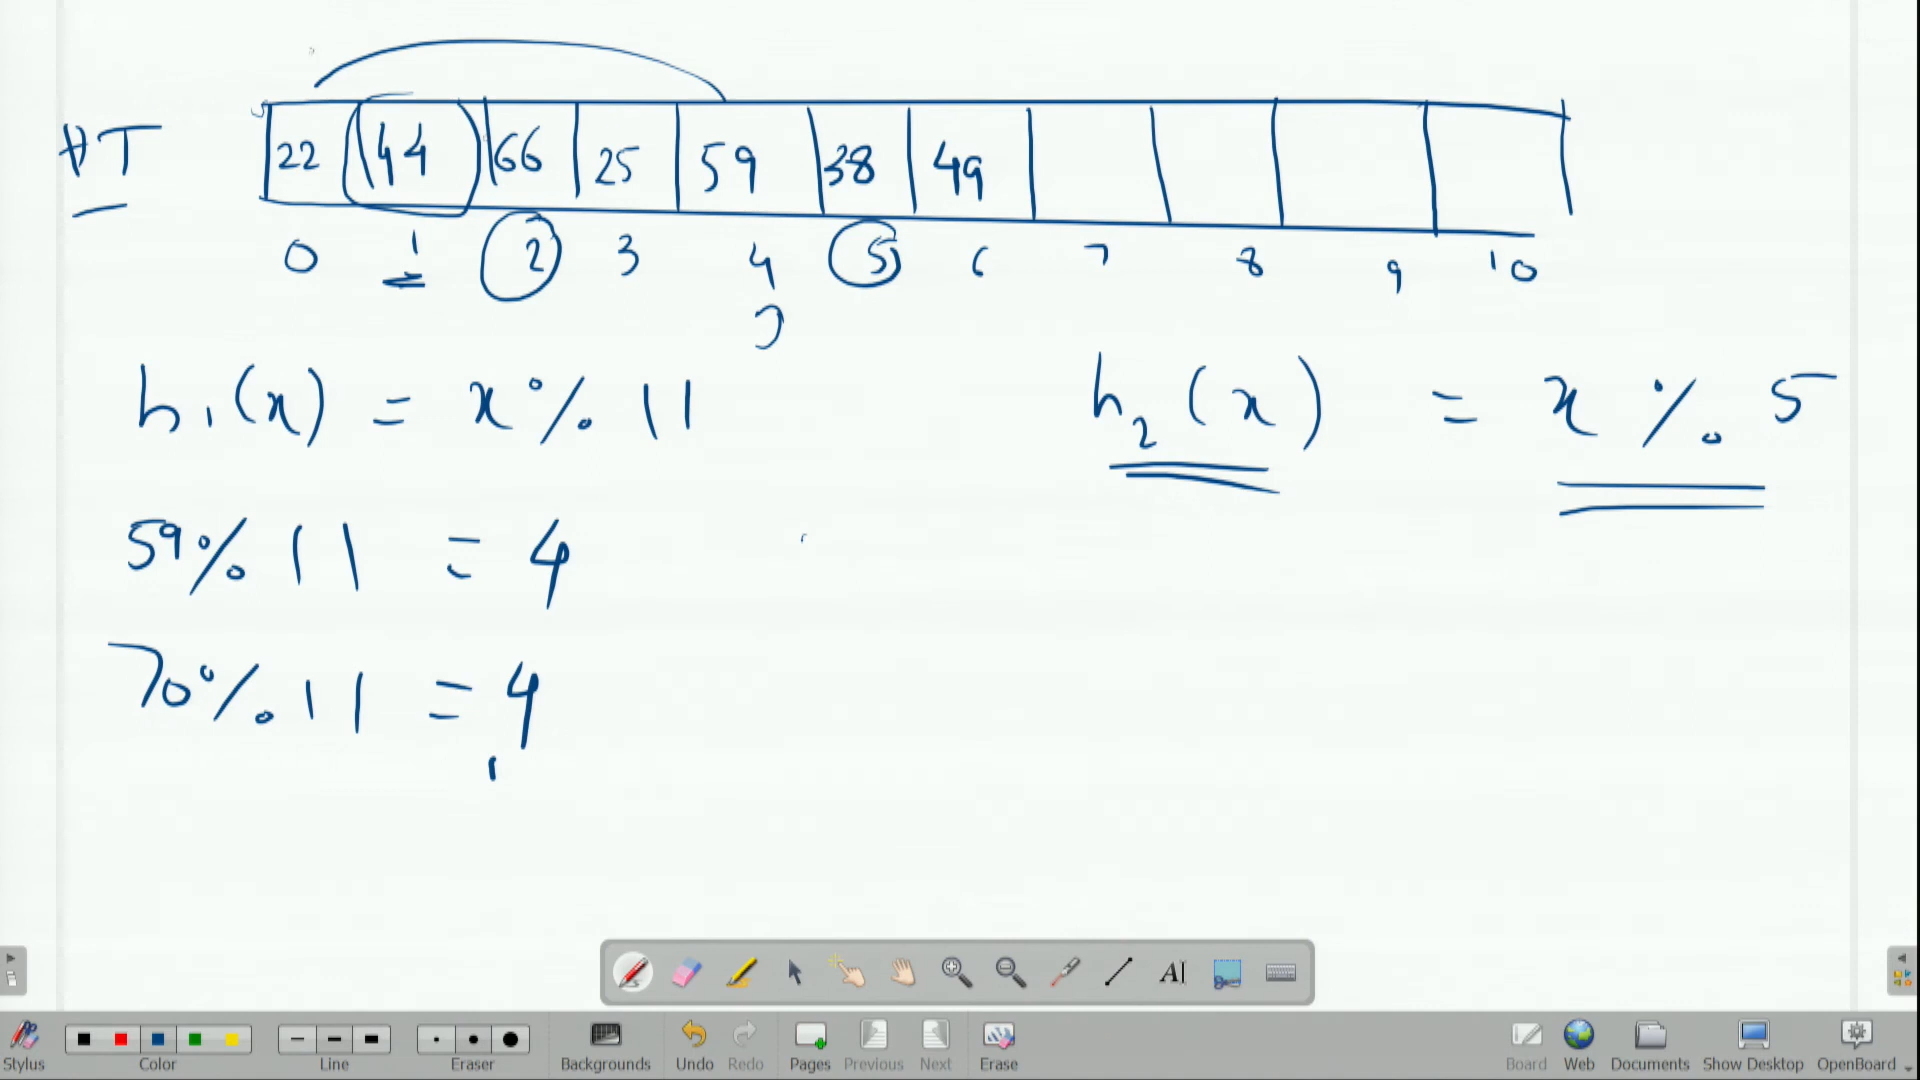 HT 22 44 66 25 59 38 49
0 1 2 3 4 5 6 7 8 9 10
h1(x) = x % 11 h2(x) = x % 5
59 % 11 = 4
70 % 11 = 4
Stylus Color Line Eraser Backgrounds Undo Redo Pages Previous Next Erase Board Web Documents Show Desktop OpenBoard